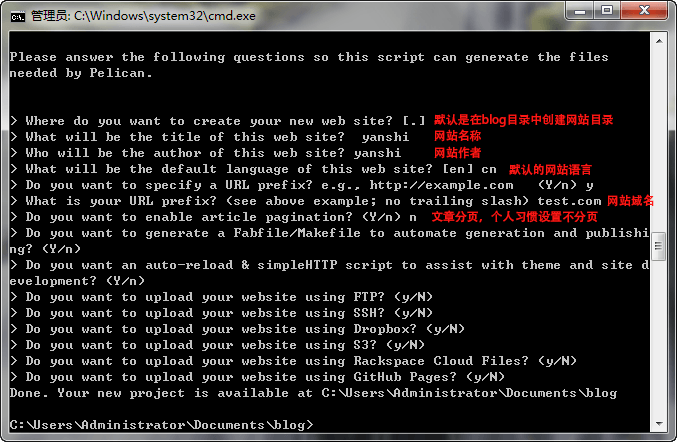 管理员: C:\Windows\system32\cmd.exe
Please answer the following questions so this script can generate the files
needed by Pelican.
> Where do you want to create your new web site? [.] 默认是在blog目录中创建网站目录
> What will be the title of this web site?  yanshi 网站名称
> Who will be the author of this web site? yanshi 网站作者
> What will be the default language of this web site? [en] cn 默认的网站语言
> Do you want to specify a URL prefix? e.g., http://example.com   (Y/n) y
> What is your URL prefix? (see above example; no trailing slash) test.com 网站域名
> Do you want to enable article pagination? (Y/n) n 文章分页，个人习惯设置不分页
> Do you want to generate a Fabfile/Makefile to automate generation and publishi
ng? (Y/n)
> Do you want an auto-reload & simpleHTTP script to assist with theme and site d
evelopment? (Y/n)
> Do you want to upload your website using FTP? (y/N)
> Do you want to upload your website using SSH? (y/N)
> Do you want to upload your website using Dropbox? (y/N)
> Do you want to upload your website using S3? (y/N)
> Do you want to upload your website using Rackspace Cloud Files? (y/N)
> Do you want to upload your website using GitHub Pages? (y/N)
Done. Your new project is available at C:\Users\Administrator\Documents\blog
C:\Users\Administrator\Documents\blog>